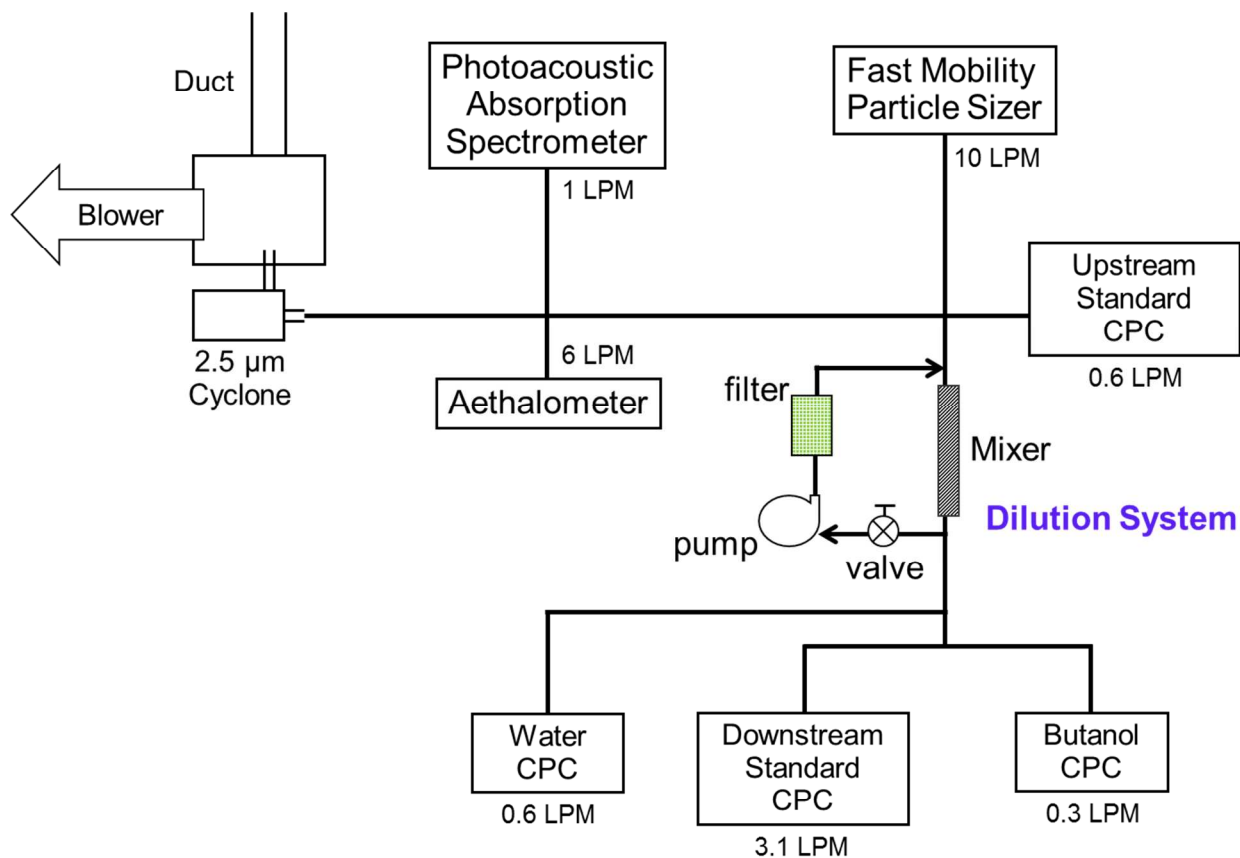 Duct
Blower
2.5 μm
Cyclone
Photoacoustic
Absorption
Spectrometer
1 LPM
6 LPM
Aethalometer
Fast Mobility
Particle Sizer
10 LPM
Upstream
Standard
CPC
0.6 LPM
filter
Mixer
Dilution System
pump
valve
Water
CPC
0.6 LPM
Downstream
Standard
CPC
3.1 LPM
Butanol
CPC
0.3 LPM